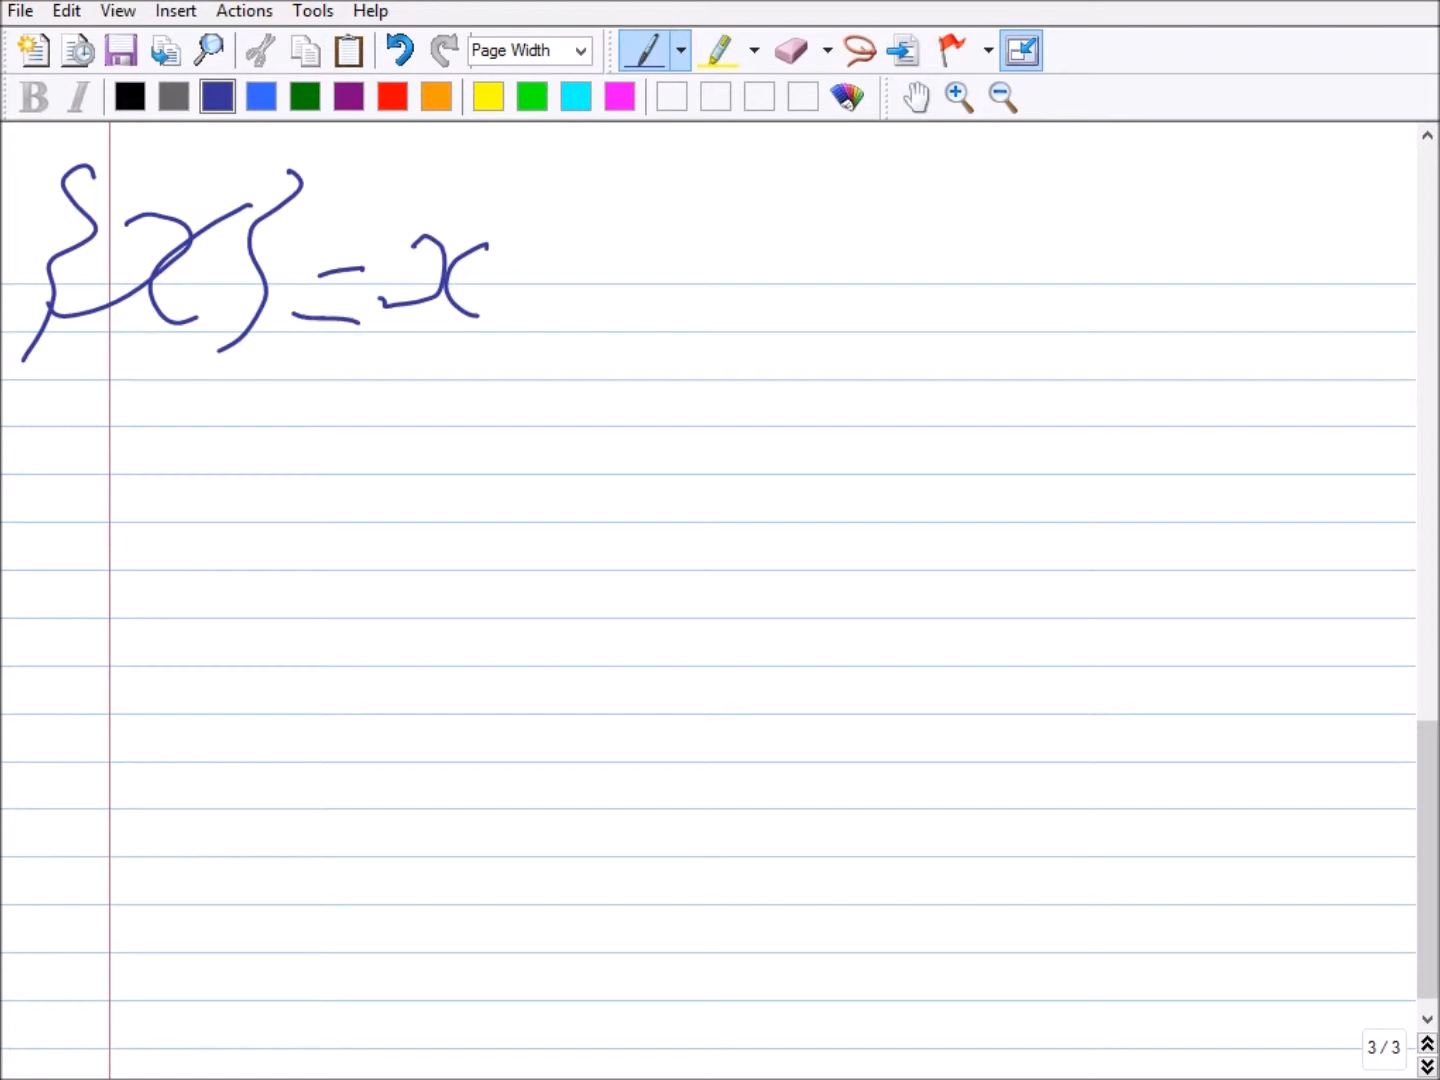 File Edit View Insert Actions Tools Help
Page Width
B I
{x} = x
3/3